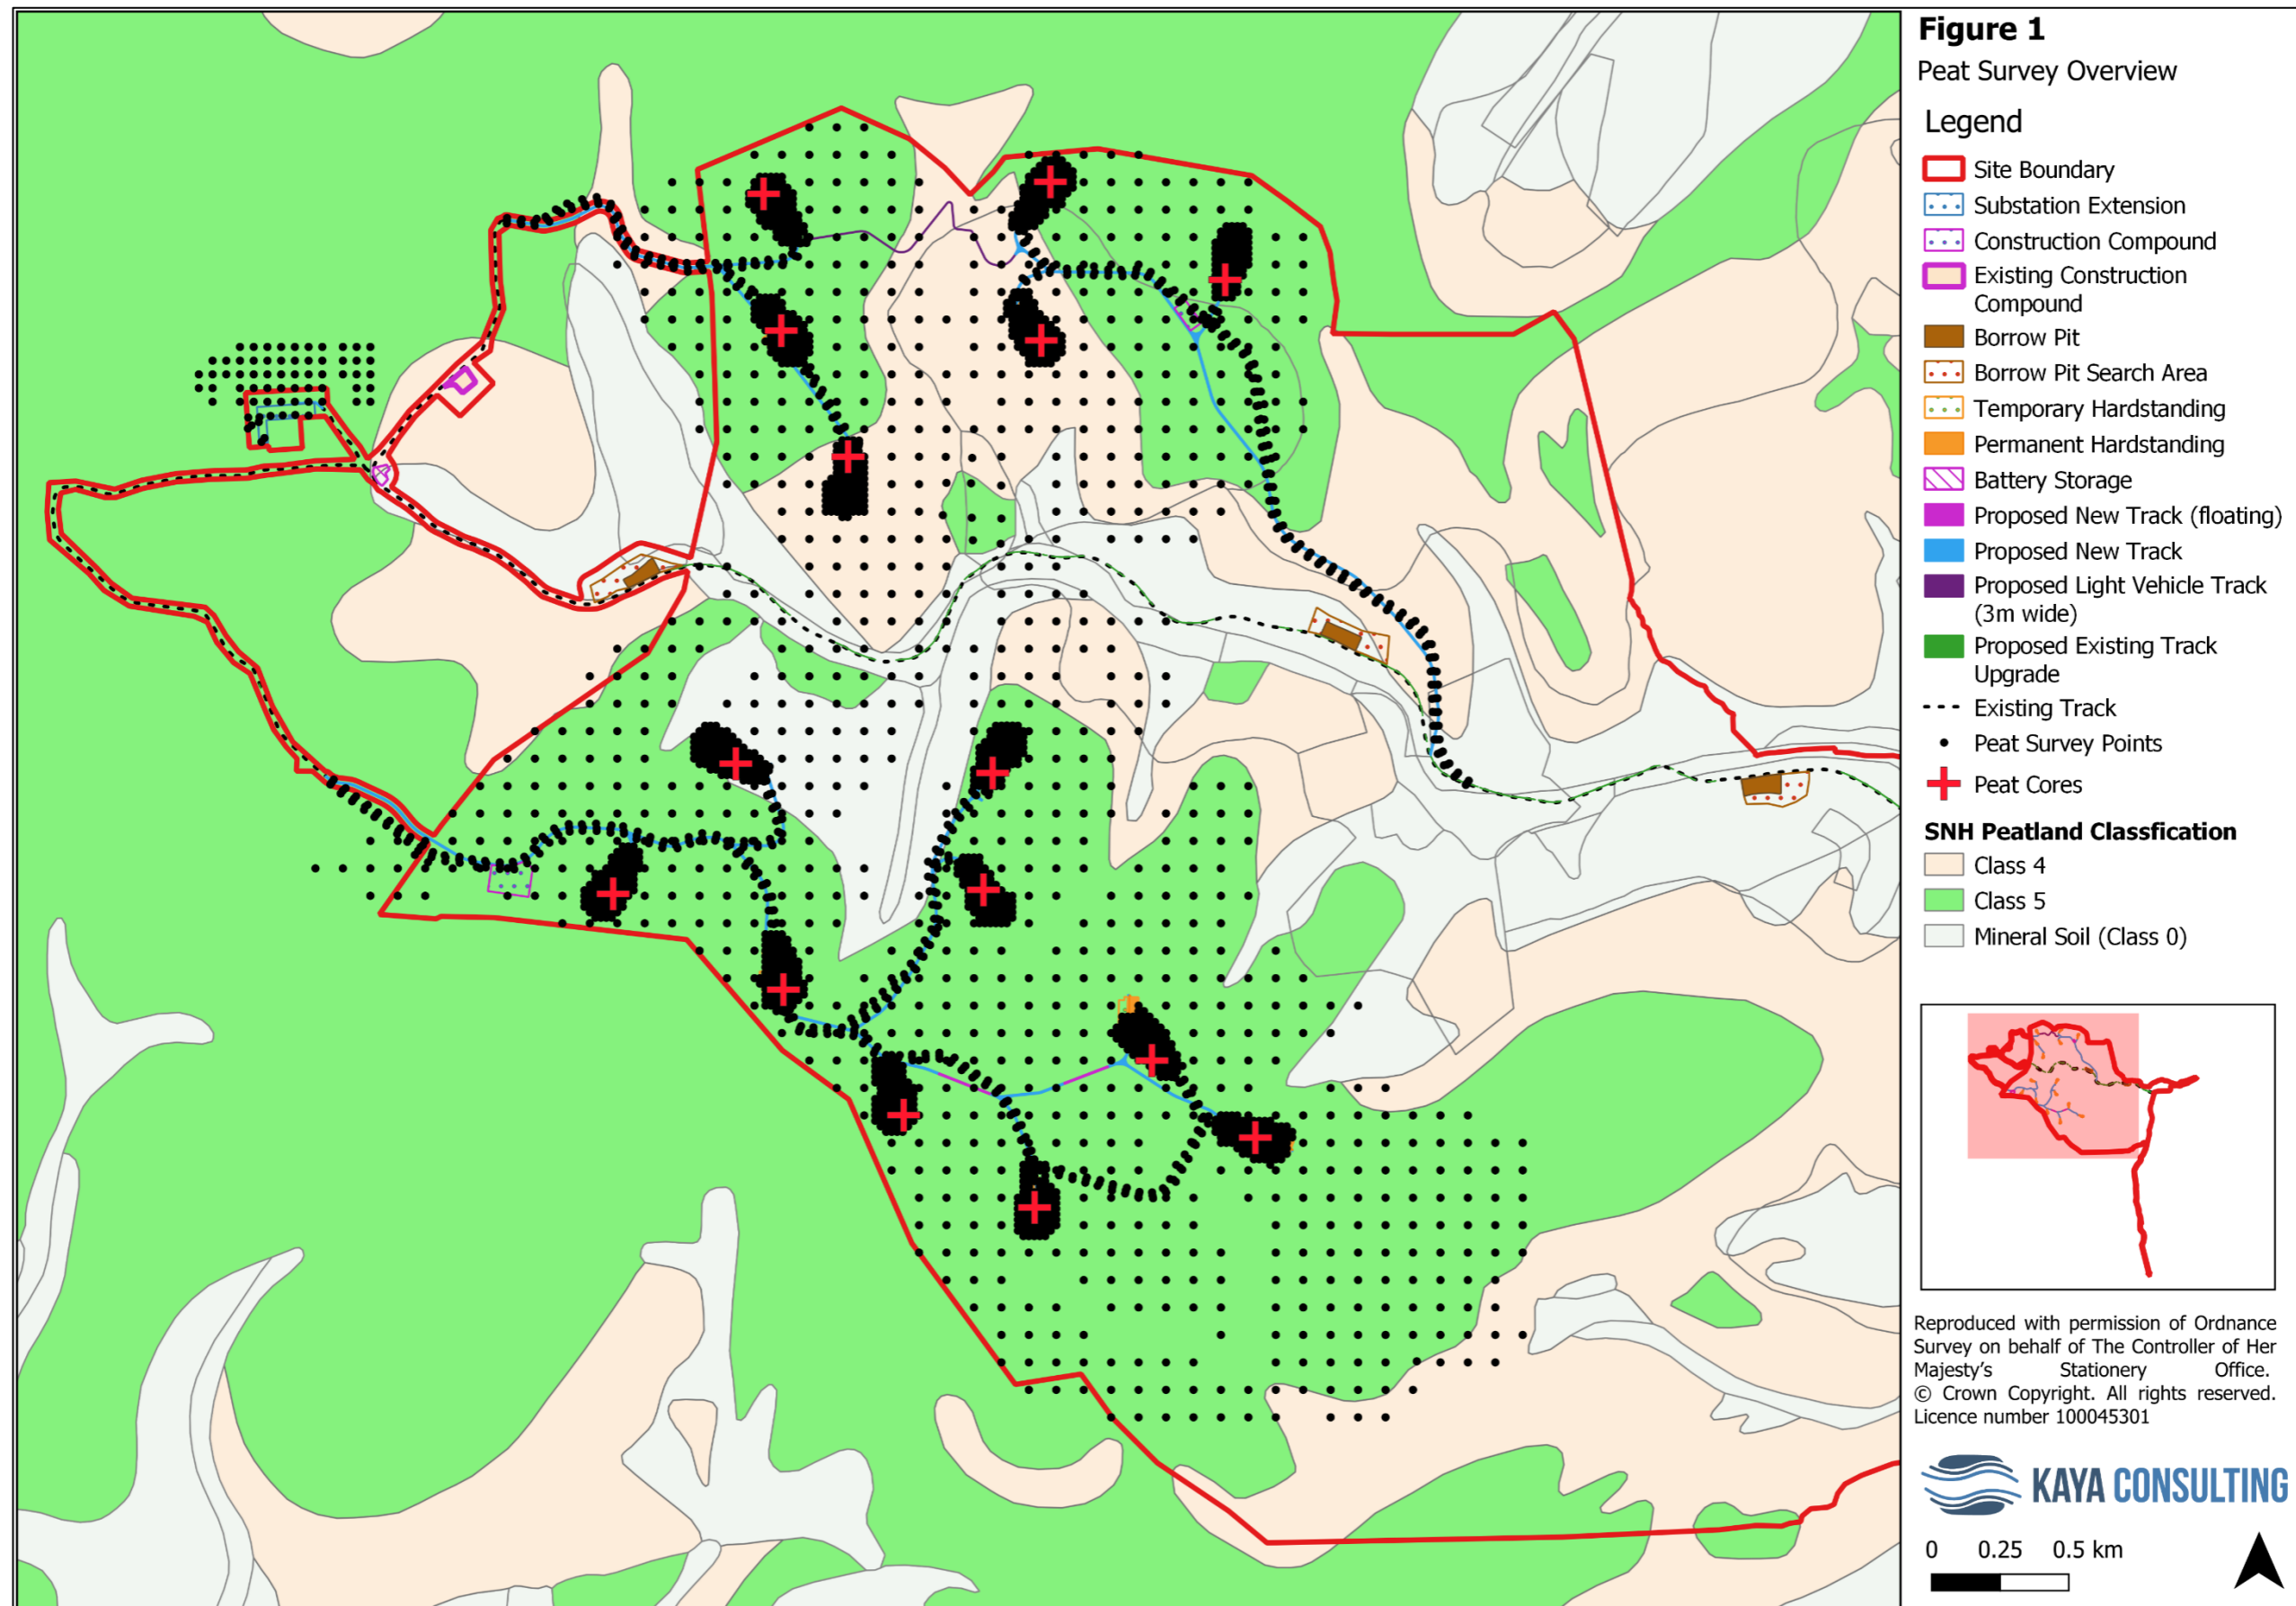 Figure 1
Peat Survey Overview
Legend
Site Boundary
Substation Extension
Construction Compound
Existing Construction
Compound
Borrow Pit
Borrow Pit Search Area
Temporary Hardstanding
Permanent Hardstanding
Battery Storage
Proposed New Track (floating)
Proposed New Track
Proposed Light Vehicle Track
(3m wide)
Proposed Existing Track
Upgrade
Existing Track
Peat Survey Points
Peat Cores
SNH Peatland Classfication
Class 4
Class 5
Mineral Soil (Class 0)
Reproduced with permission of Ordnance
Survey on behalf of The Controller of Her
Majesty's Stationery Office.
© Crown Copyright. All rights reserved.
Licence number 100045301
KAYA CONSULTING
0 0.25 0.5 km